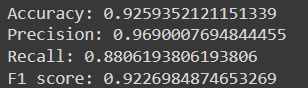 Accuracy: 0.9259352121151339
Precision: 0.9690007694844455
Recall: 0.8806193806193806
F1 score: 0.9226984874653269